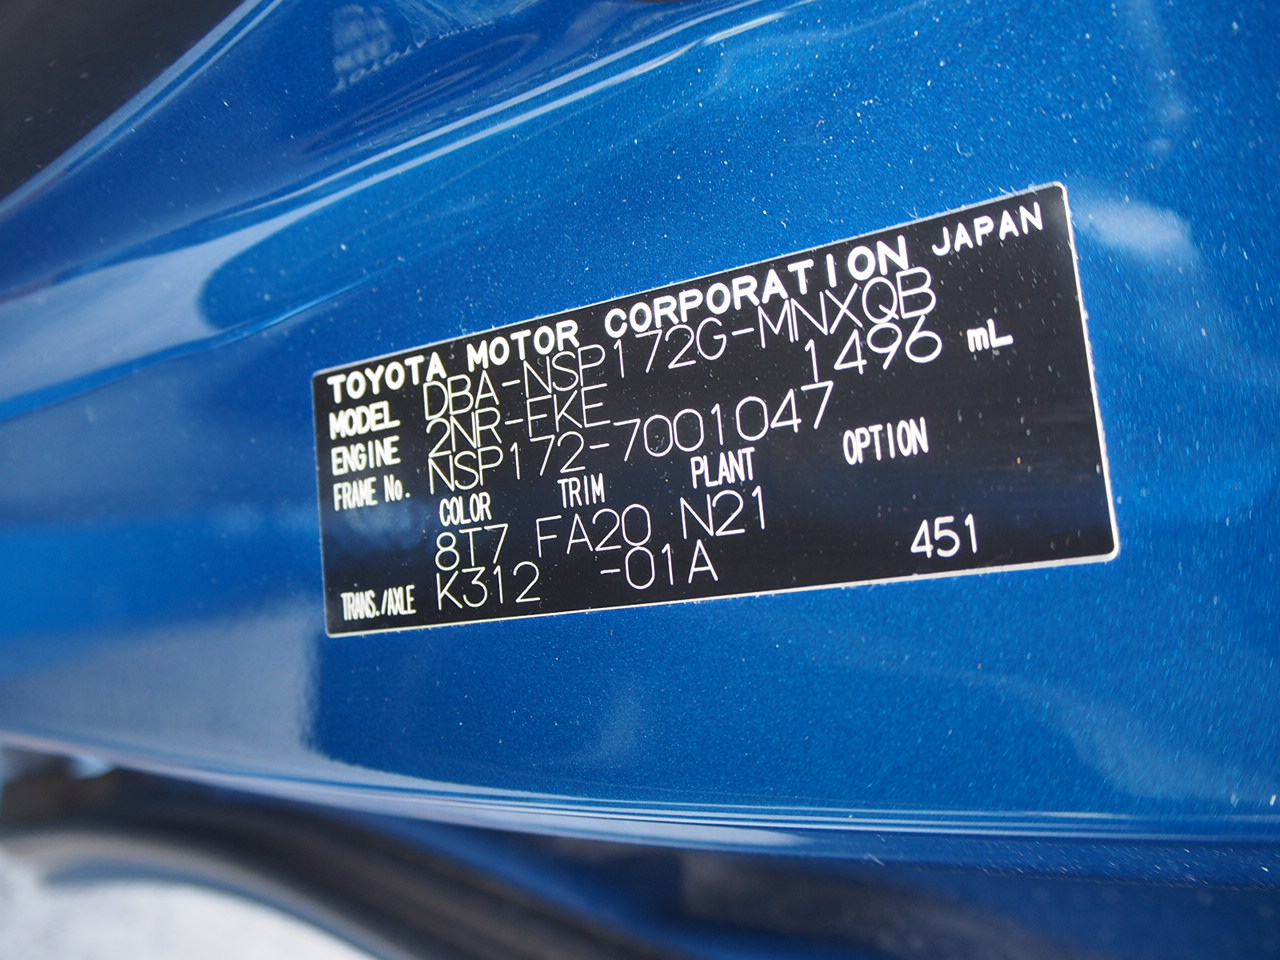 TOYOTA MOTOR CORPORATION JAPAN
MODEL DBA-NSP172G-MNXQB
ENGINE 2NR-FKE 1496 mL
FRAME No. NSP172-7001047
COLOR TRIM PLANT OPTION
8T7 FA20 N21
TRANS./AXLE K312 -01A 451